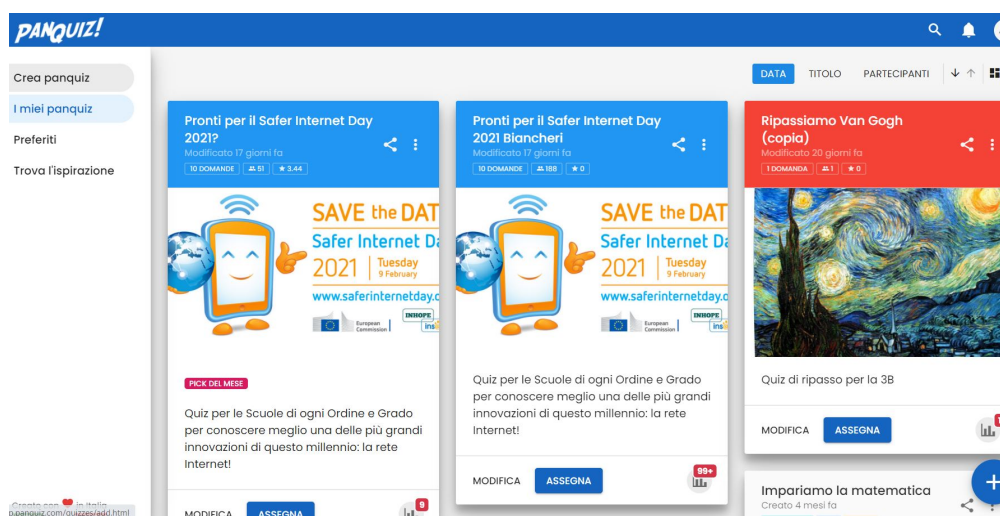 PANQUIZ!
Crea panquiz
I miei panquiz
Preferiti
Trova l'ispirazione
DATA TITOLO PARTECIPANTI
Pronti per il Safer Internet Day
2021?
Modificato 17 giorni fa
10 DOMANDE 51 ★ 3.44
SAVE the DAT
Safer Internet Da
2021 | Tuesday
9 February
www.saferinternetday.o
European
Commission
INHOPE
ins
PICK DEL MESE
Quiz per le Scuole di ogni Ordine e Grado
per conoscere meglio una delle più grandi
innovazioni di questo millennio: la rete
Internet!
MODIFICA ASSEGNA 9
Pronti per il Safer Internet Day
2021 Biancheri
Modificato 17 giorni fa
10 DOMANDE 188 ★ 0
SAVE the DAT
Safer Internet Da
2021 | Tuesday
9 February
www.saferinternetday.o
European
Commission
INHOPE
ins
Quiz per le Scuole di ogni Ordine e Grado
per conoscere meglio una delle più grandi
innovazioni di questo millennio: la rete
Internet!
MODIFICA ASSEGNA 99+
Ripassiamo Van Gogh
(copia)
Modificato 20 giorni fa
1 DOMANDA 1 ★ 0
Quiz di ripasso per la 3B
MODIFICA ASSEGNA
Impariamo la matematica
Creato 4 mesi fa
Creato con ❤ in Italia
p.panquiz.com/quizzes/add.html